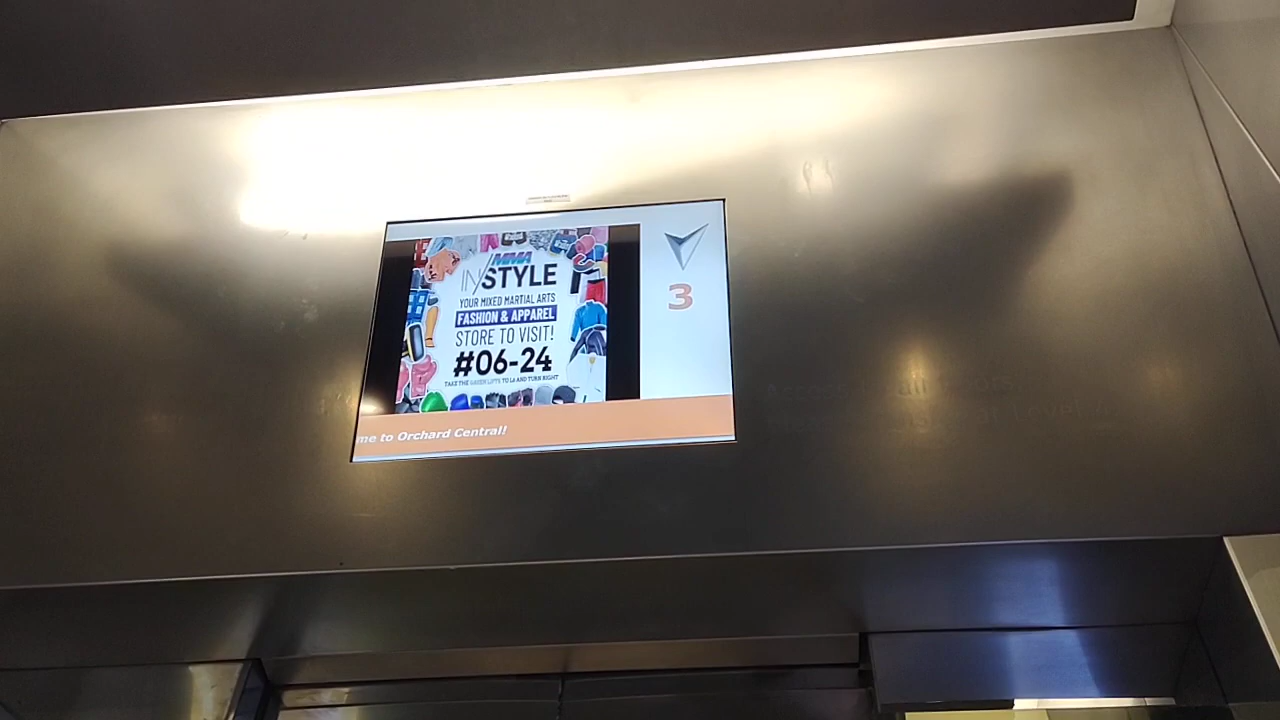 MMA
INSTYLE
YOUR MIXED MARTIAL ARTS
FASHION & APPAREL
STORE TO VISIT!
#06-24
TAKE THE GREEN LIFTS TO L6 AND TURN RIGHT
3
me to Orchard Central!